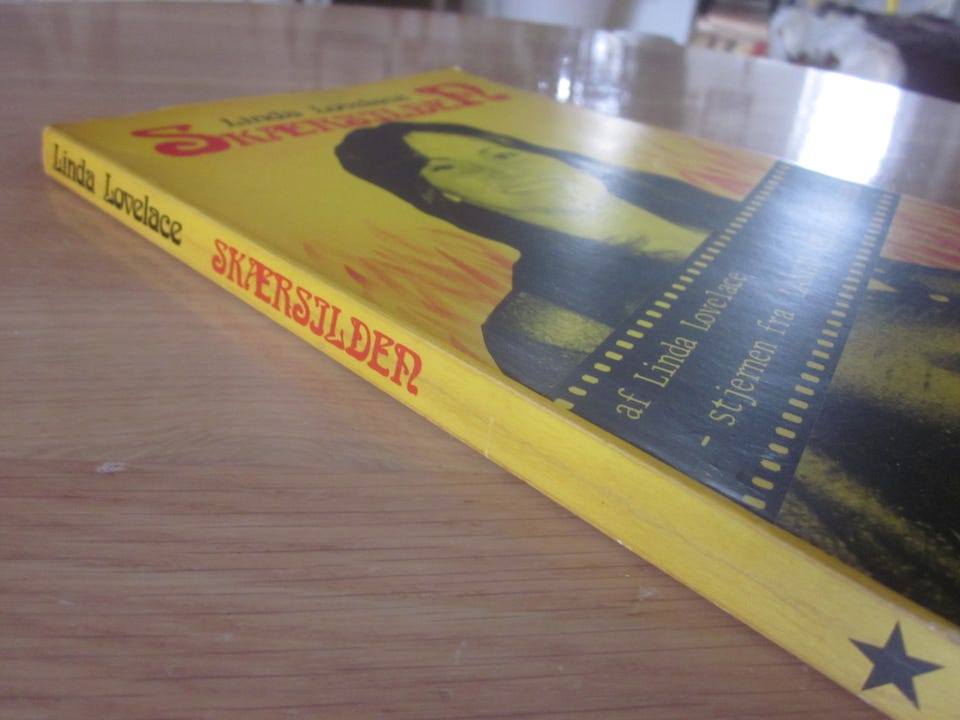 Linda Lovelace
SKÆRSILDEN
Linda Lovelace
SKÆRSILDEN
af Linda Lovelace
- stjernen fra